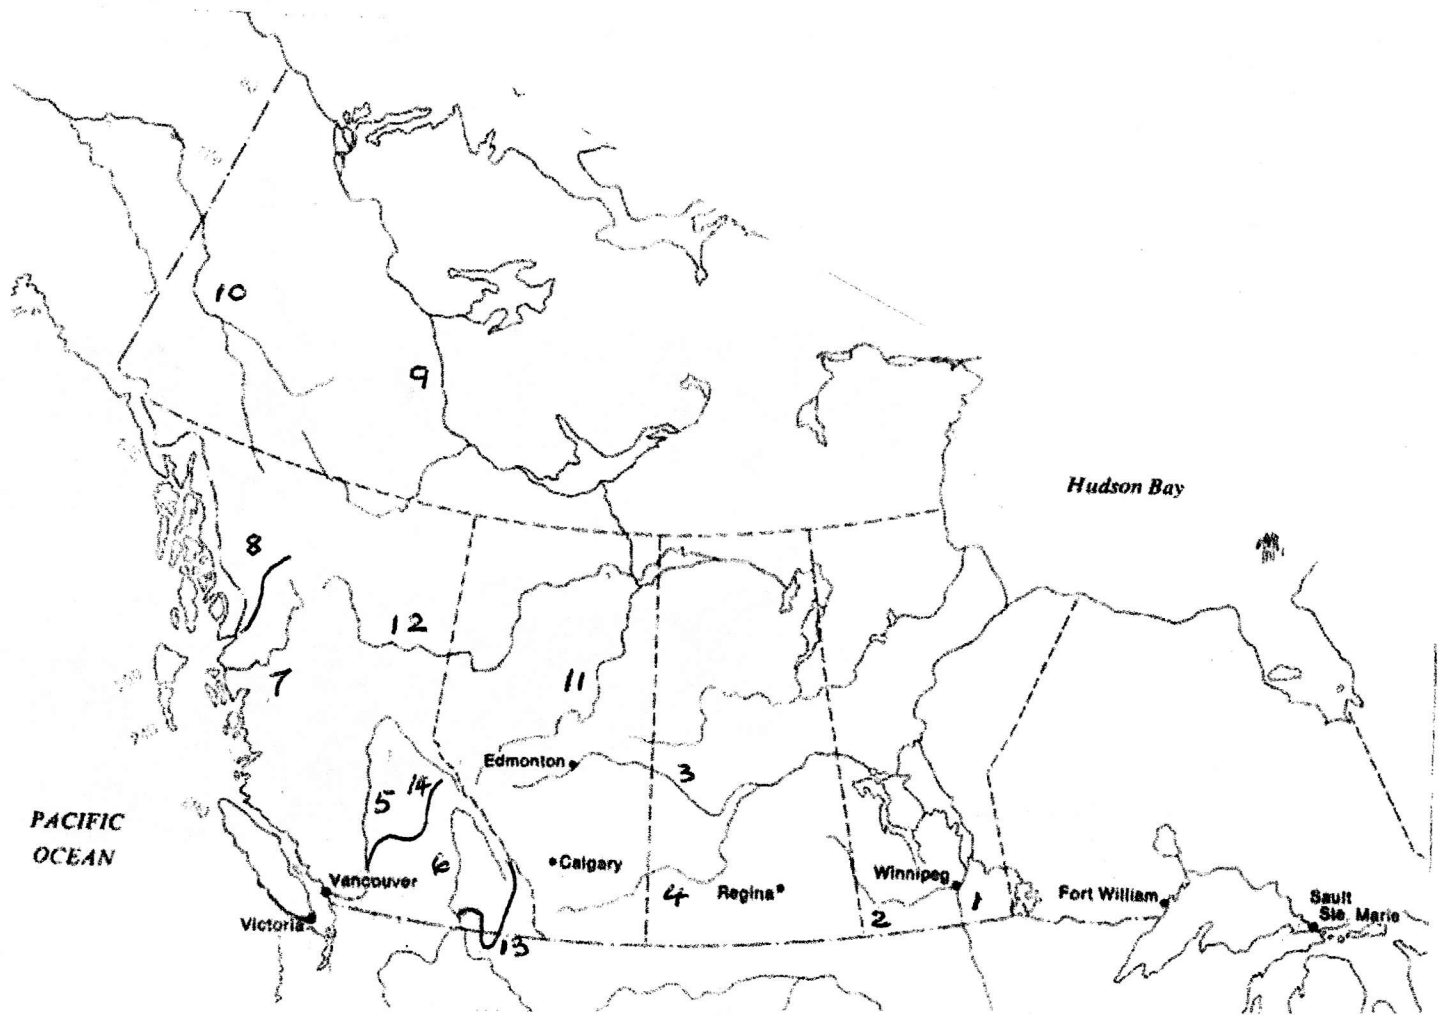 10
9
Hudson Bay
8
12
7
11
Edmonton
3
14
5
PACIFIC
OCEAN
6
Calgary
Vancouver
4
Regina
Winnipeg
1
Fort William
Sault
Ste. Marie
Victoria
2
13